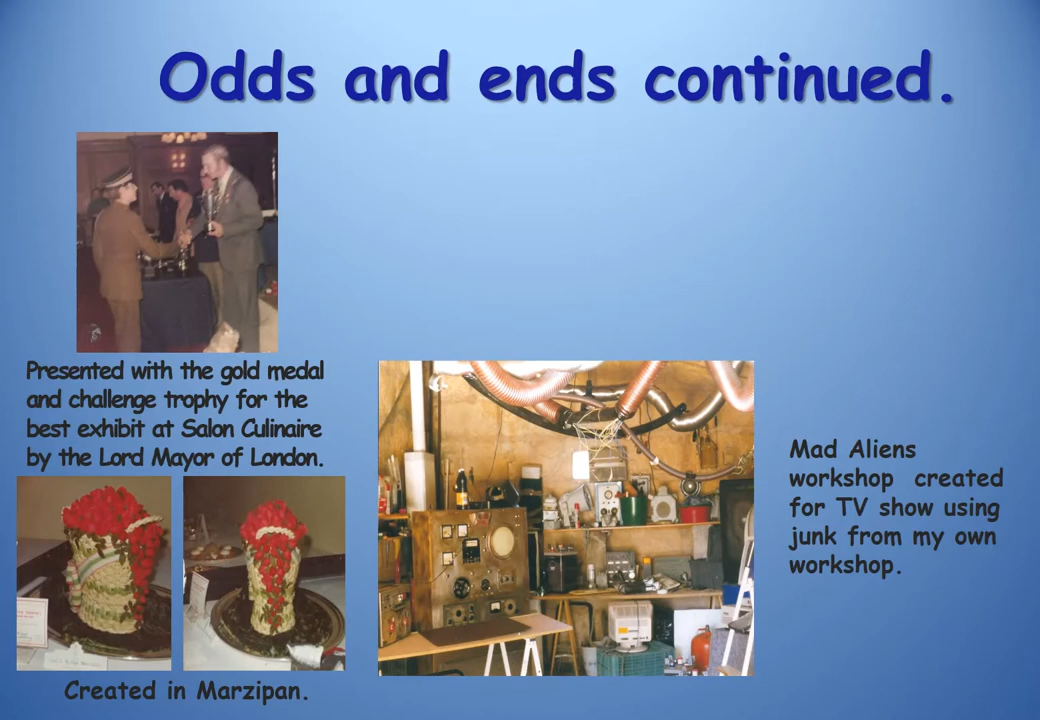 Odds and ends continued.
Presented with the gold medal
and challenge trophy for the
best exhibit at Salon Culinaire
by the Lord Mayor of London.
Mad Aliens
workshop created
for TV show using
junk from my own
workshop.
Created in Marzipan.